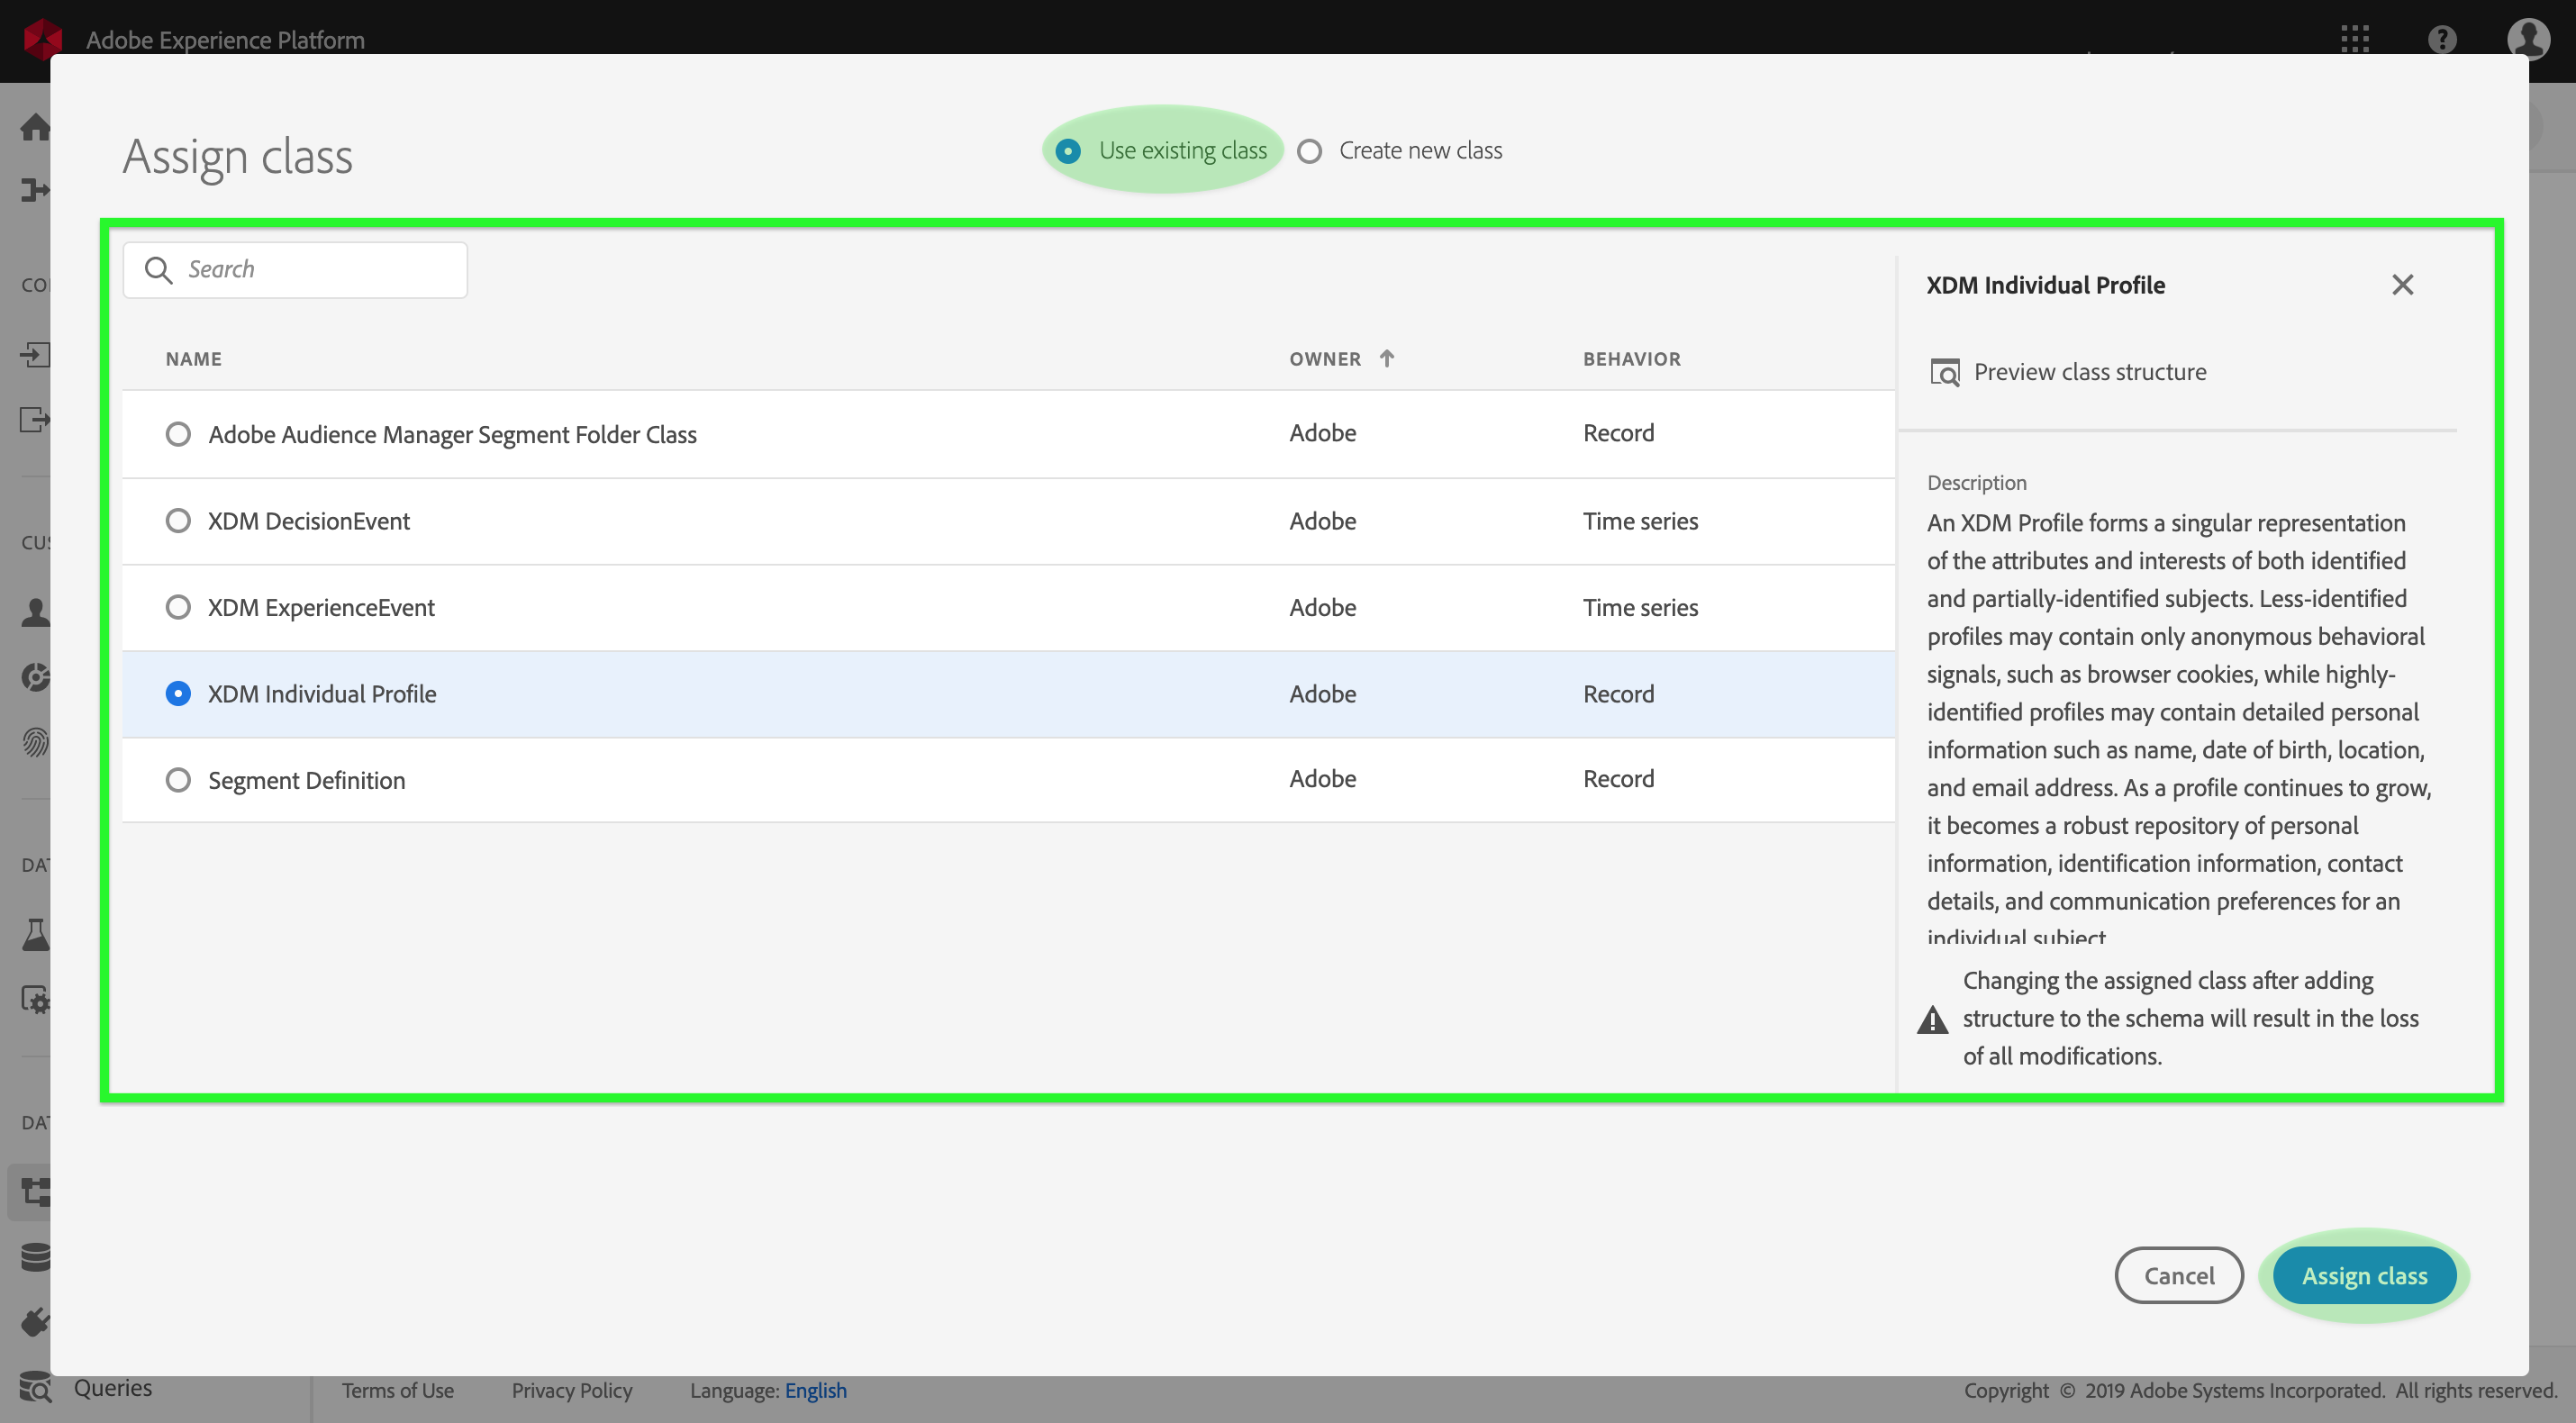 Adobe Experience Platform
Assign class
Use existing class
Create new class
Search
NAME OWNER BEHAVIOR
Adobe Audience Manager Segment Folder Class Adobe Record
XDM DecisionEvent Adobe Time series
XDM ExperienceEvent Adobe Time series
XDM Individual Profile Adobe Record
Segment Definition Adobe Record
XDM Individual Profile
Preview class structure
Description
An XDM Profile forms a singular representation
of the attributes and interests of both identified
and partially-identified subjects. Less-identified
profiles may contain only anonymous behavioral
signals, such as browser cookies, while highly-
identified profiles may contain detailed personal
information such as name, date of birth, location,
and email address. As a profile continues to grow,
it becomes a robust repository of personal
information, identification information, contact
details, and communication preferences for an
individual subject
Changing the assigned class after adding
structure to the schema will result in the loss
of all modifications.
Cancel
Assign class
Queries
Terms of Use
Privacy Policy
Language: English
Copyright © 2019 Adobe Systems Incorporated. All rights reserved.